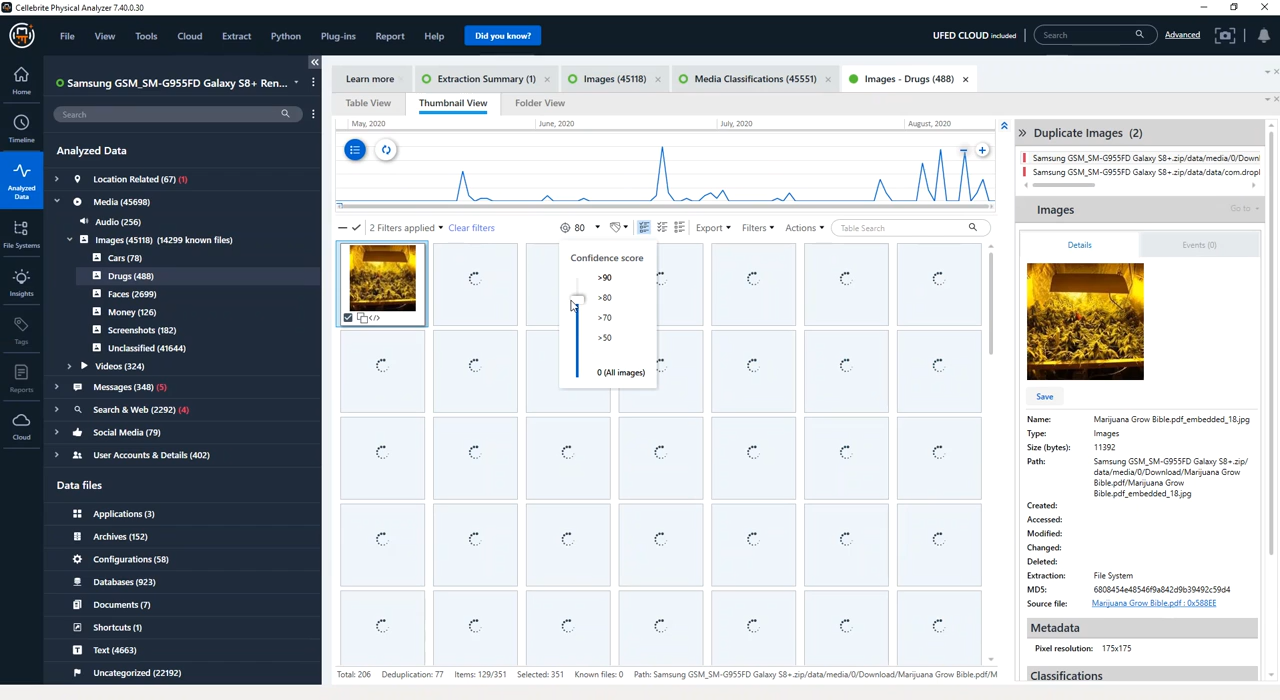 Cellebrite Physical Analyzer 7.40.0.30
File View Tools Cloud Extract Python Plug-ins Report Help Did you know? UFED CLOUD included Search Advanced
Home
Timeline
Analyzed Data
File Systems
Insights
Tags
Reports
Cloud
Samsung GSM_SM-G955FD Galaxy S8+ Ren...
Search
Analyzed Data
Location Related (67) (1)
Media (45698)
Audio (256)
Images (45118) (14299 known files)
Cars (78)
Drugs (488)
Faces (2699)
Money (126)
Screenshots (182)
Unclassified (41644)
Videos (324)
Messages (348) (5)
Search & Web (2292) (4)
Social Media (79)
User Accounts & Details (402)
Data files
Applications (3)
Archives (152)
Configurations (58)
Databases (923)
Documents (7)
Shortcuts (1)
Text (4663)
Uncategorized (22192)
Learn more Extraction Summary (1) Images (45118) Media Classifications (45551) Images - Drugs (488)
Table View Thumbnail View Folder View
May, 2020 June, 2020 July, 2020 August, 2020
2 Filters applied Clear filters 80 Export Filters Actions Table Search
Confidence score
>90
>80
>70
>50
0 (All images)
Total: 206 Deduplication: 77 Items: 129/351 Selected: 351 Known files: 0 Path: Samsung GSM_SM-G955FD Galaxy S8+.zip/data/media/0/Download/Marijuana Grow Bible.pdf/M
Duplicate Images (2)
Samsung GSM_SM-G955FD Galaxy S8+.zip/data/media/0/Downl
Samsung GSM_SM-G955FD Galaxy S8+.zip/data/data/com.dropl
Images Go to
Details Events (0)
Save
Name: Marijuana Grow Bible.pdf_embedded_18.jpg
Type: Images
Size (bytes): 11392
Path: Samsung GSM_SM-G955FD Galaxy S8+.zip/
data/media/0/Download/Marijuana Grow
Bible.pdf/Marijuana Grow
Bible.pdf_embedded_18.jpg
Created:
Accessed:
Modified:
Changed:
Deleted:
Extraction: File System
MD5: 6808454e48546f9a842d9b39492c59d4
Source file: Marijuana Grow Bible.pdf : 0x588EE
Metadata
Pixel resolution: 175x175
Classifications